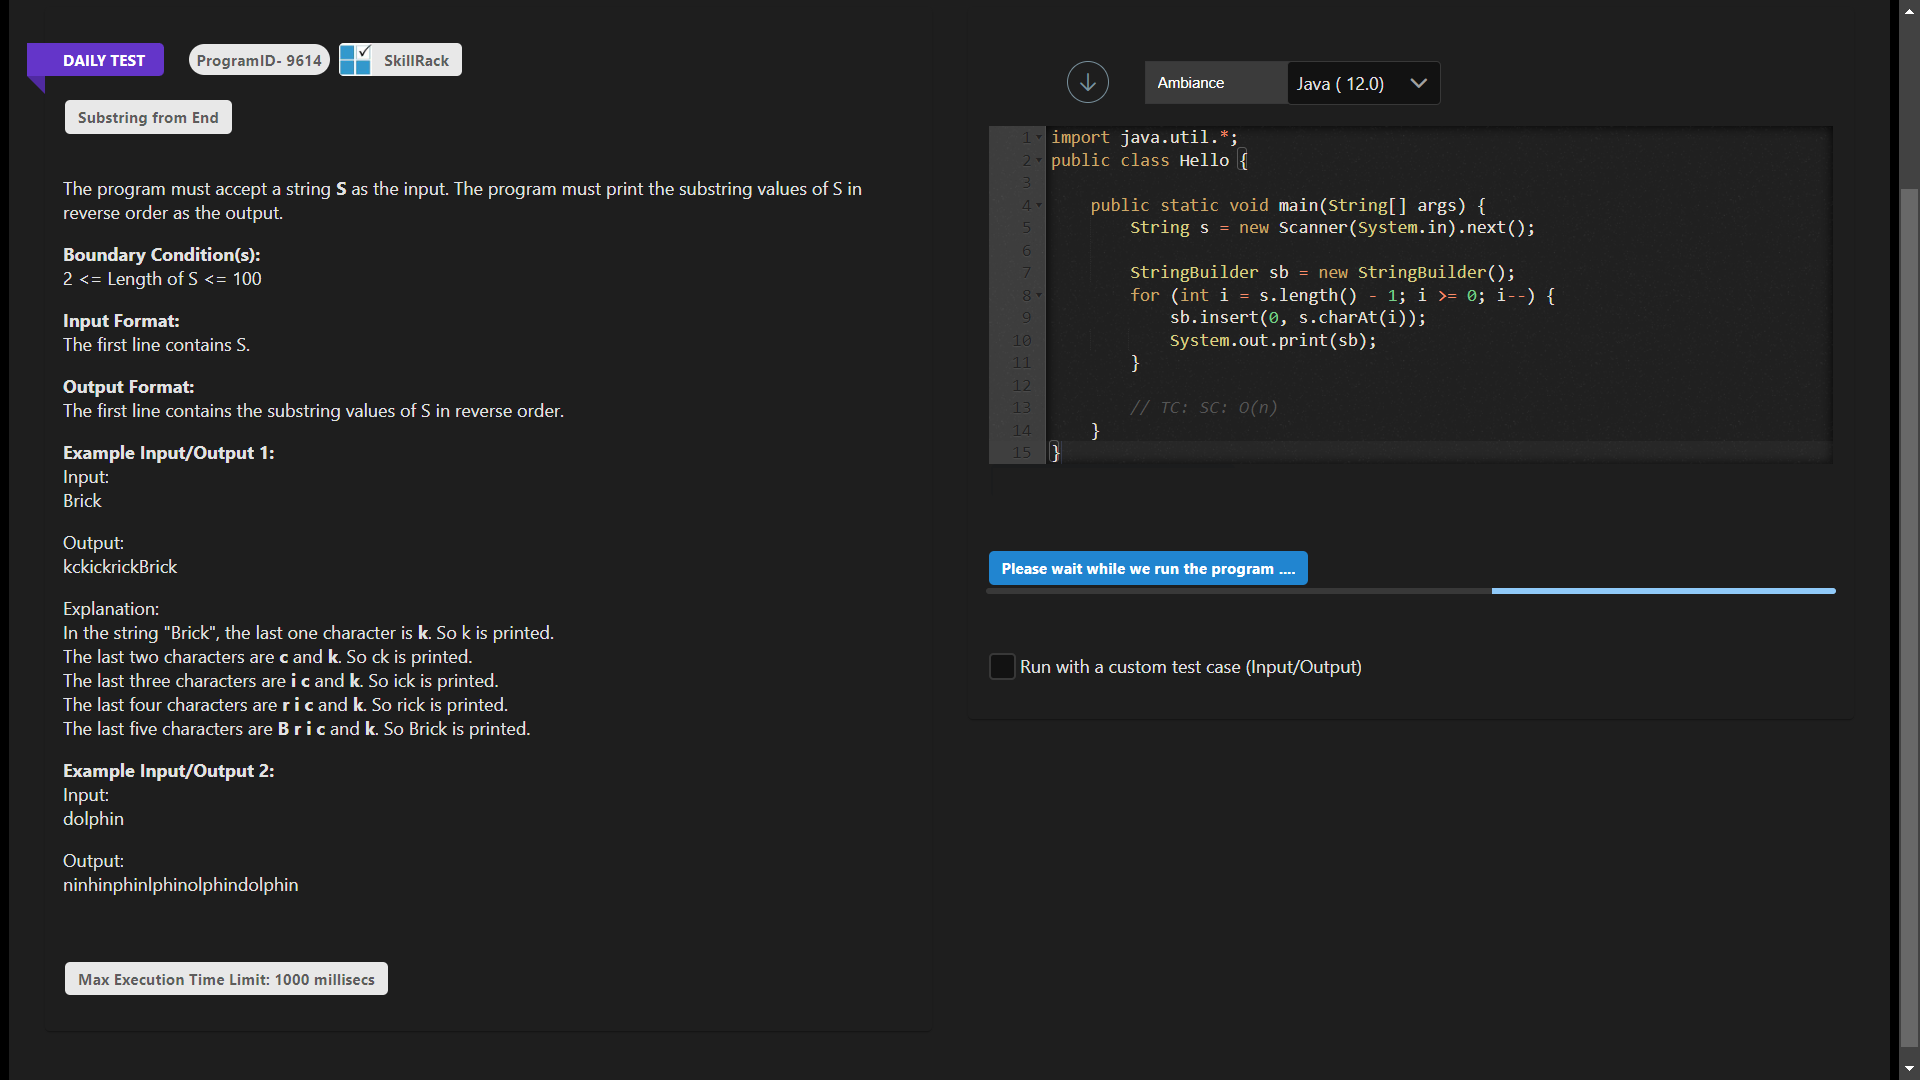 DAILY TEST
ProgramID- 9614
SkillRack
Substring from End
The program must accept a string S as the input. The program must print the substring values of S in
reverse order as the output.
Boundary Condition(s):
2 <= Length of S <= 100
Input Format:
The first line contains S.
Output Format:
The first line contains the substring values of S in reverse order.
Example Input/Output 1:
Input:
Brick
Output:
kckickrickBrick
Explanation:
In the string "Brick", the last one character is k. So k is printed.
The last two characters are c and k. So ck is printed.
The last three characters are i c and k. So ick is printed.
The last four characters are r i c and k. So rick is printed.
The last five characters are B r i c and k. So Brick is printed.
Example Input/Output 2:
Input:
dolphin
Output:
ninhinphinlphinolphindolphin
Max Execution Time Limit: 1000 millisecs
Ambiance
Java ( 12.0)
1 import java.util.*;
2 public class Hello {
3
4 public static void main(String[] args) {
5 String s = new Scanner(System.in).next();
6
7 StringBuilder sb = new StringBuilder();
8 for (int i = s.length() - 1; i >= 0; i--) {
9 sb.insert(0, s.charAt(i));
10 System.out.print(sb);
11 }
12
13 // TC: SC: O(n)
14 }
15 }
Please wait while we run the program ....
Run with a custom test case (Input/Output)